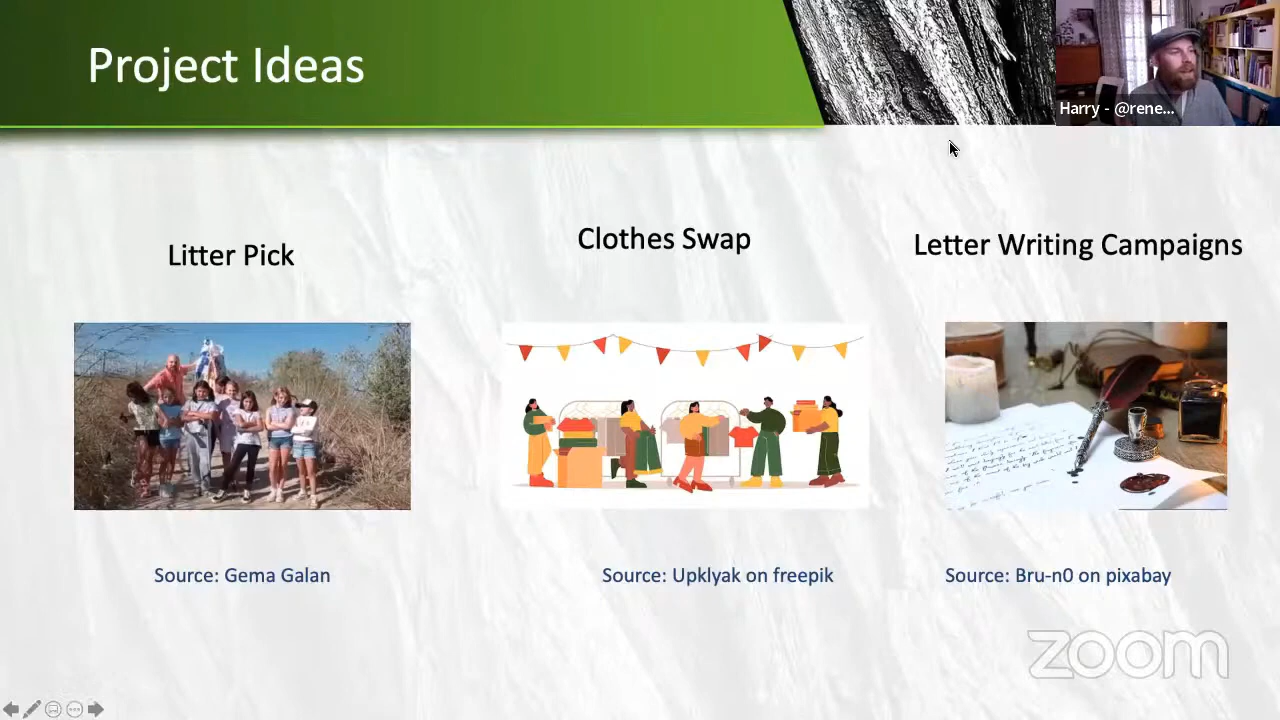 Project Ideas
Harry - @rene...
Litter Pick
Clothes Swap
Letter Writing Campaigns
Source: Gema Galan
Source: Upklyak on freepik
Source: Bru-n0 on pixabay
zoom